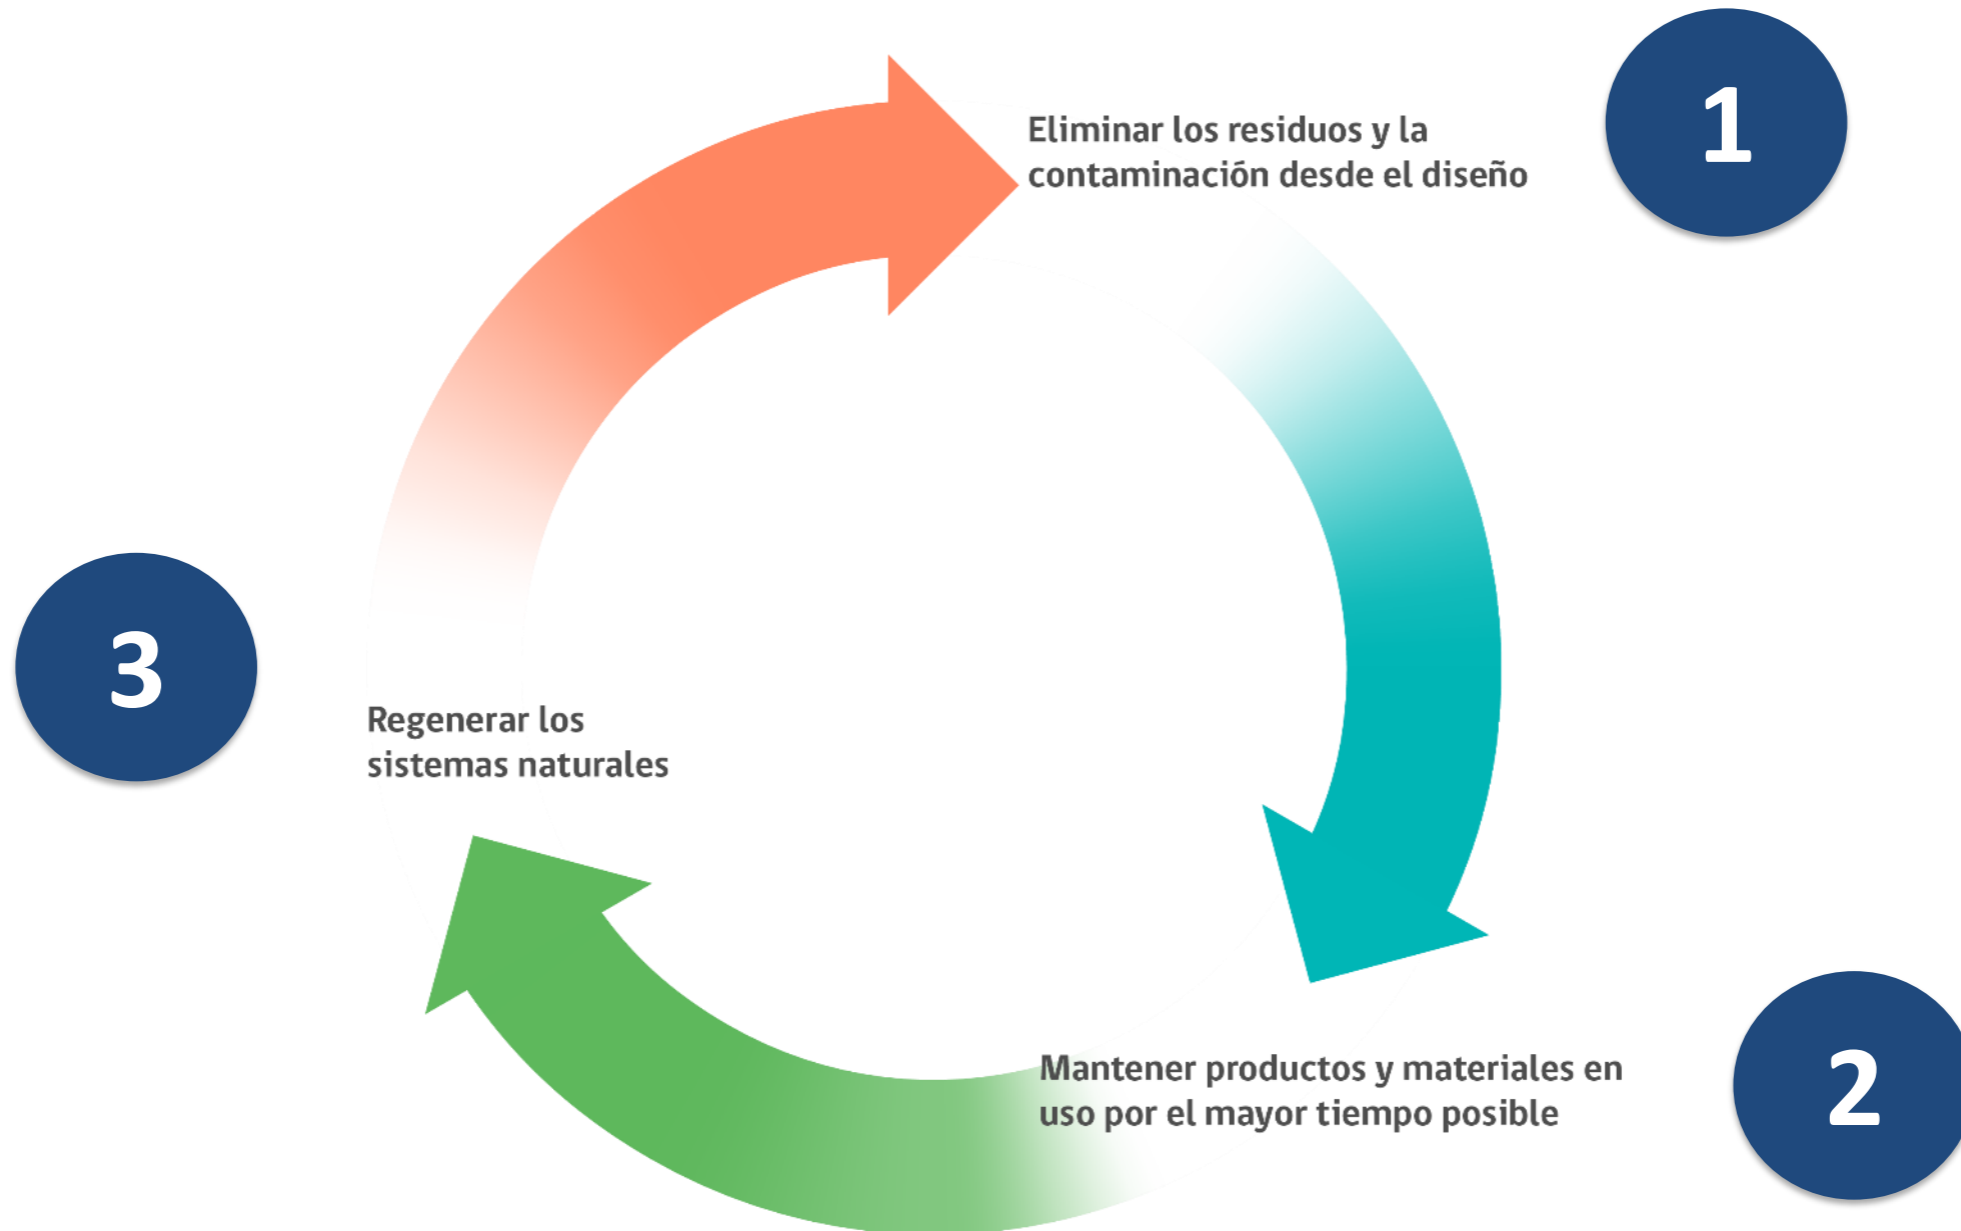 Eliminar los residuos y la
contaminación desde el diseño
1
3
Regenerar los
sistemas naturales
Mantener productos y materiales en
uso por el mayor tiempo posible
2